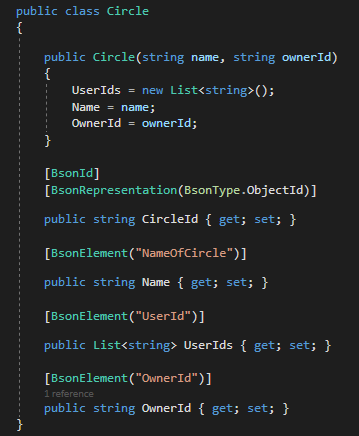 public class Circle
{
public Circle(string name, string ownerId)
{
UserIds = new List<string>();
Name = name;
OwnerId = ownerId;
}
[BsonId]
[BsonRepresentation(BsonType.ObjectId)]
public string CircleId { get; set; }
[BsonElement("NameOfCircle")]
public string Name { get; set; }
[BsonElement("UserId")]
public List<string> UserIds { get; set; }
[BsonElement("OwnerId")]
1 reference
public string OwnerId { get; set; }
}